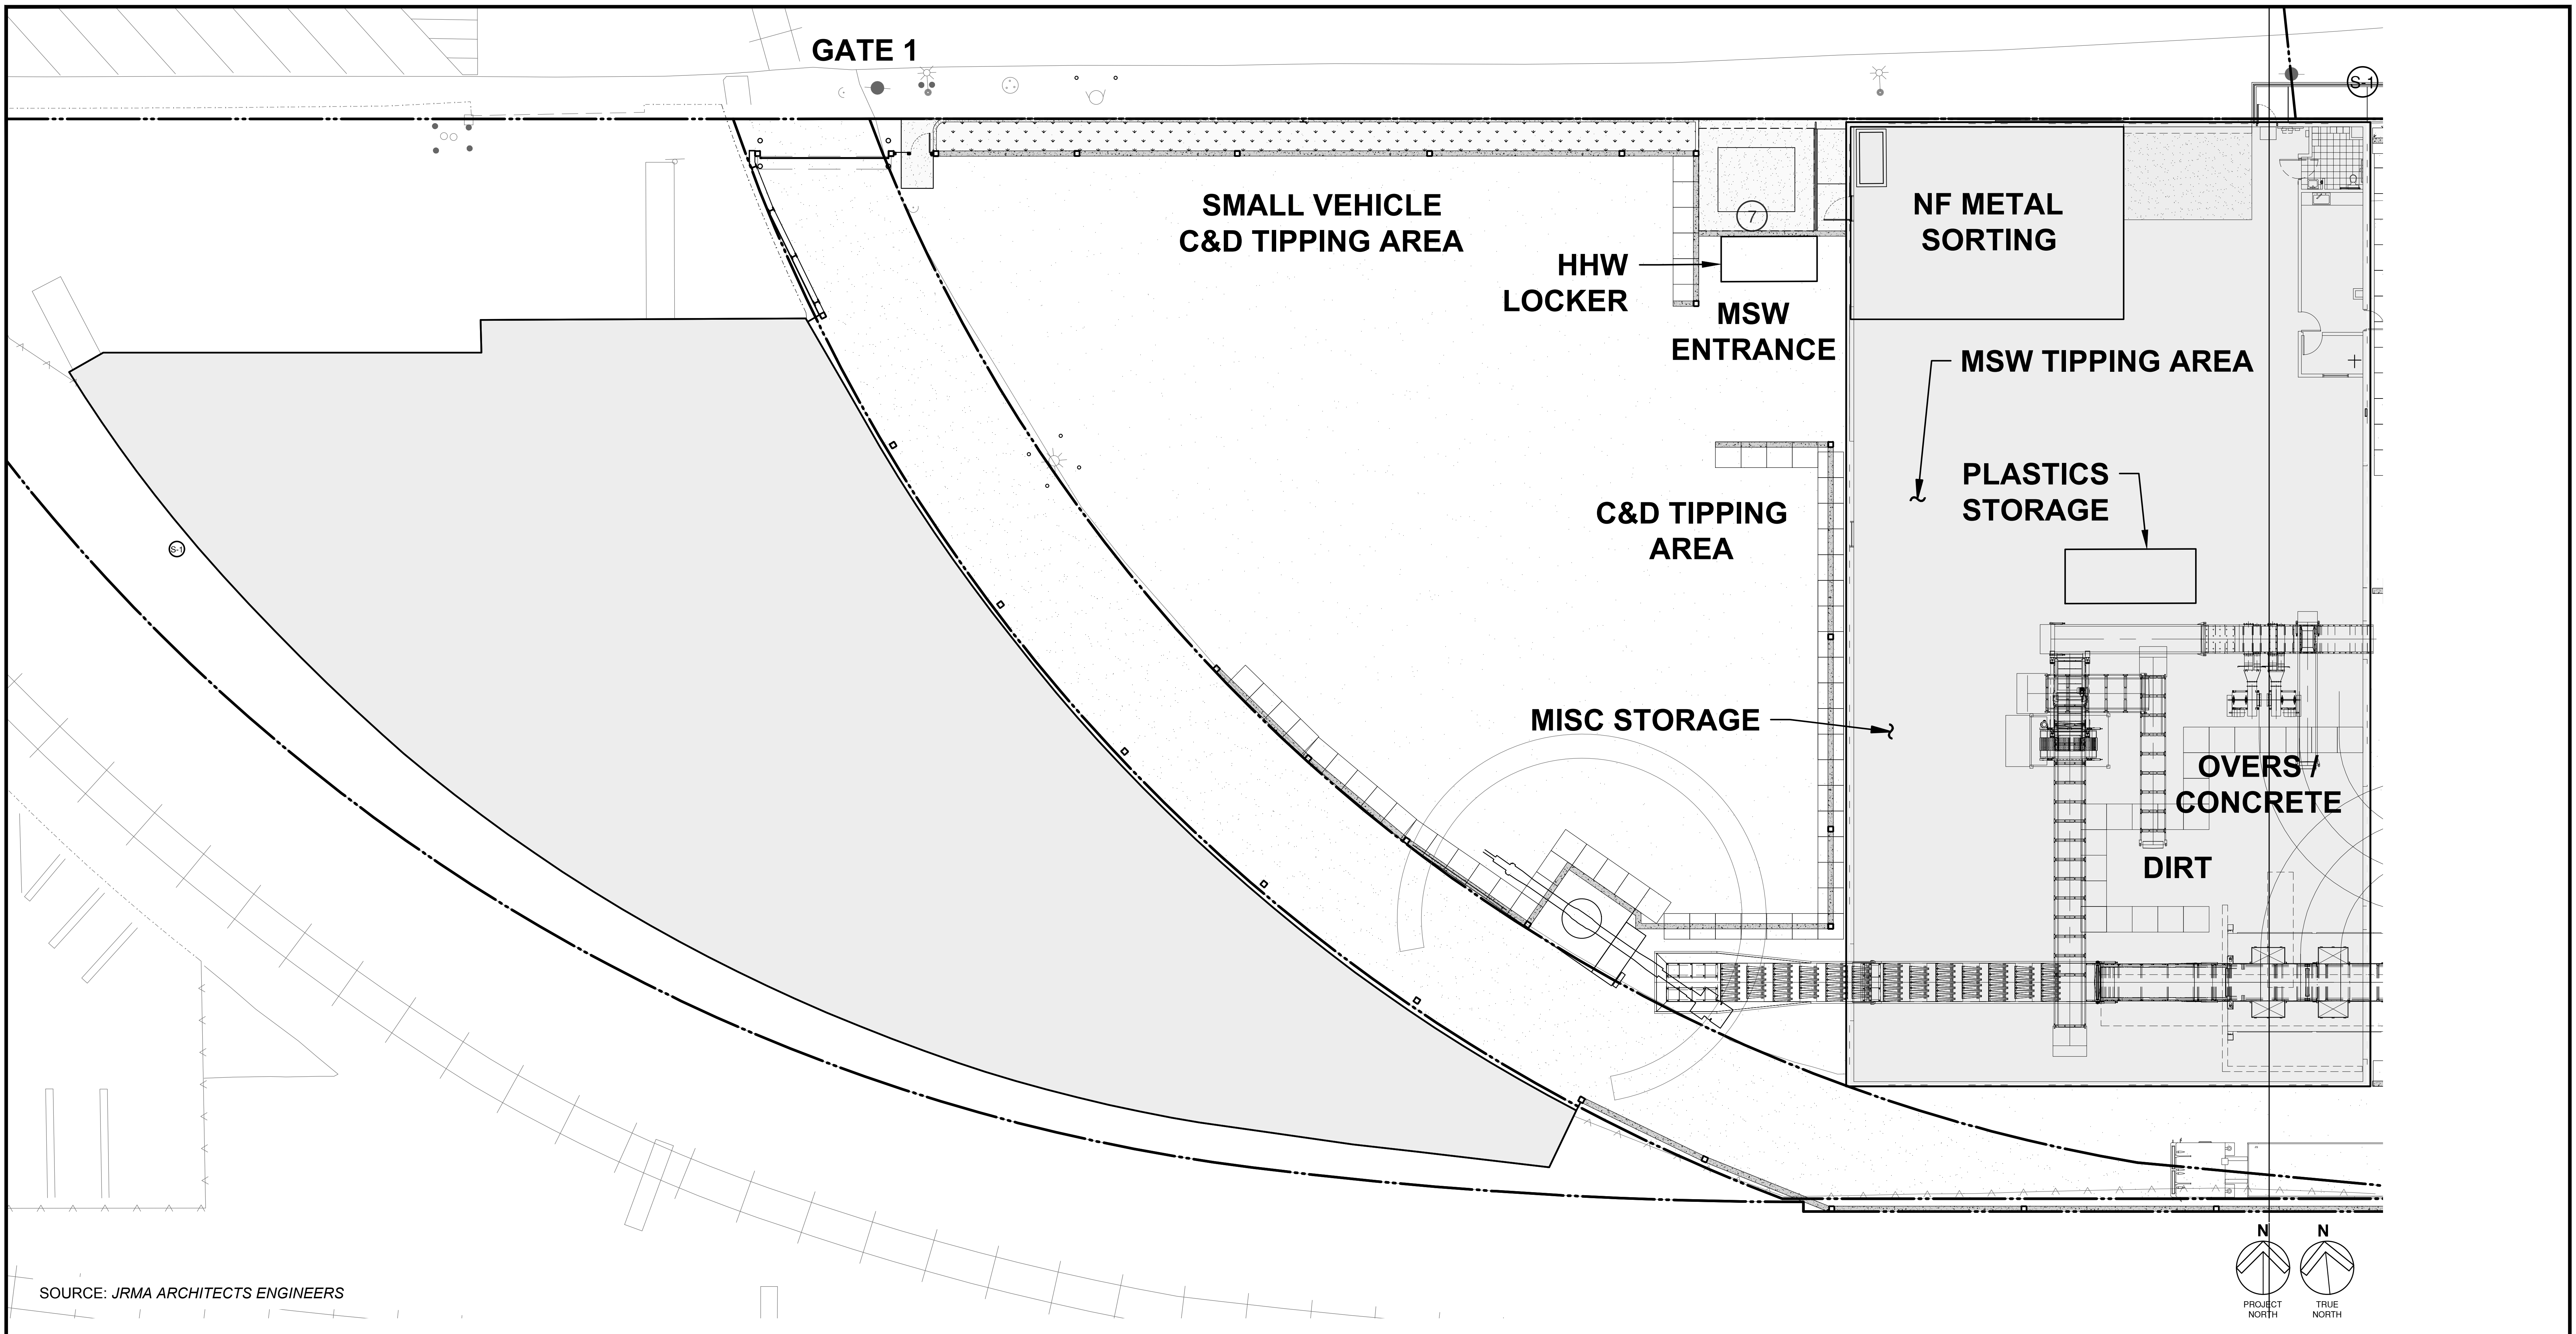 GATE 1
S-1
SMALL VEHICLE
C&D TIPPING AREA
7
NF METAL
SORTING
HHW
LOCKER
MSW
ENTRANCE
MSW TIPPING AREA
PLASTICS
STORAGE
C&D TIPPING
AREA
S-1
MISC STORAGE
OVERS /
CONCRETE
DIRT
N
N
PROJECT
NORTH
TRUE
NORTH
SOURCE: JRMA ARCHITECTS ENGINEERS